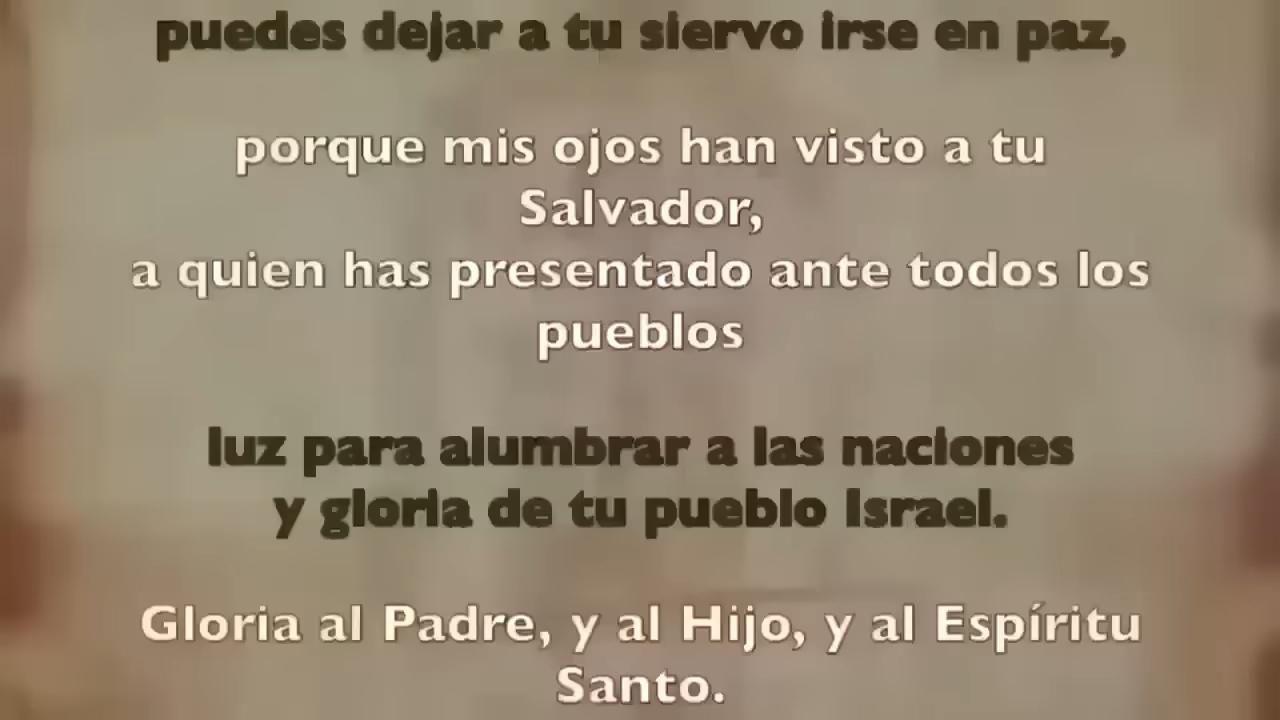 puedes dejar a tu siervo irse en paz,
porque mis ojos han visto a tu
Salvador,
a quien has presentado ante todos los
pueblos
luz para alumbrar a las naciones
y gloria de tu pueblo Israel.
Gloria al Padre, y al Hijo, y al Espíritu
Santo.